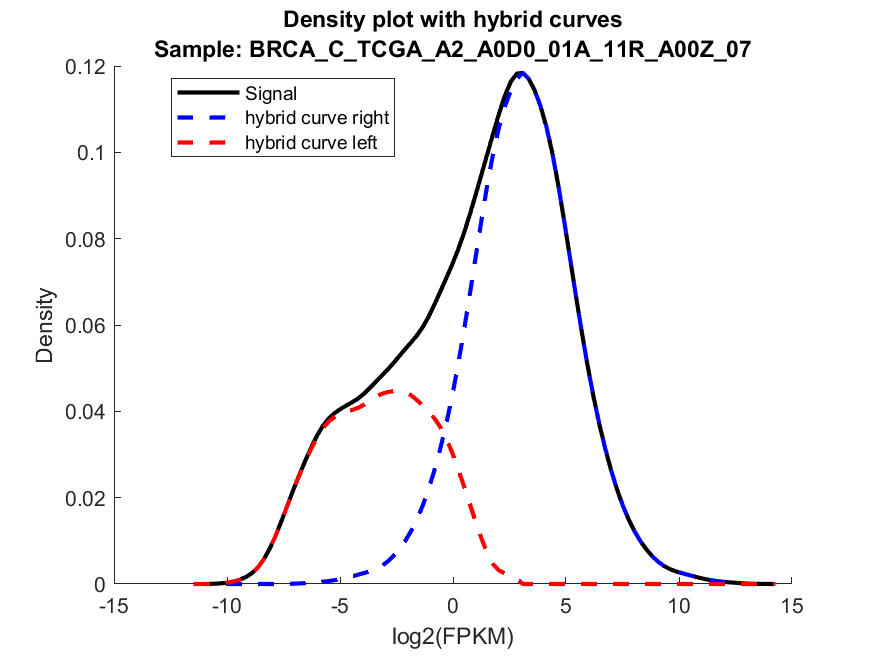 Density plot with hybrid curves
Sample: BRCA_C_TCGA_A2_A0D0_01A_11R_A00Z_07
Signal
hybrid curve right
hybrid curve left
0.12
0.1
0.08
0.06
0.04
0.02
0
Density
-15
-10
-5
0
5
10
15
log2(FPKM)